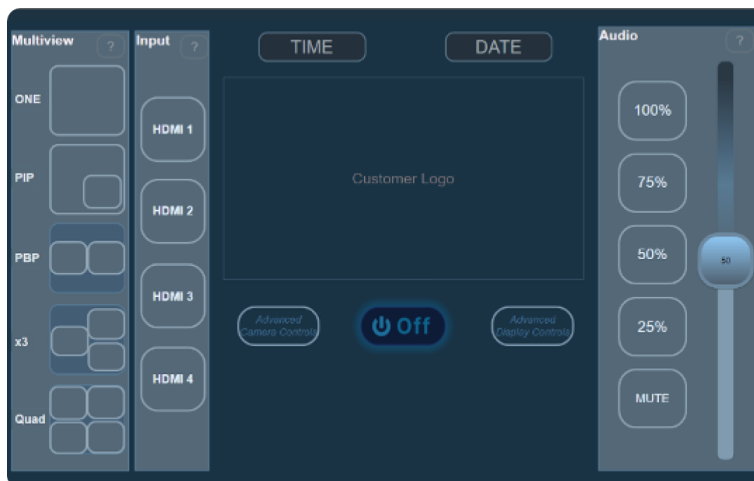 Multiview ?
ONE
PIP
PBP
x3
Quad
Input ?
HDMI 1
HDMI 2
HDMI 3
HDMI 4
TIME
DATE
Customer Logo
Advanced
Camera Controls
Off
Advanced
Display Controls
Audio ?
100%
75%
50%
25%
MUTE
50